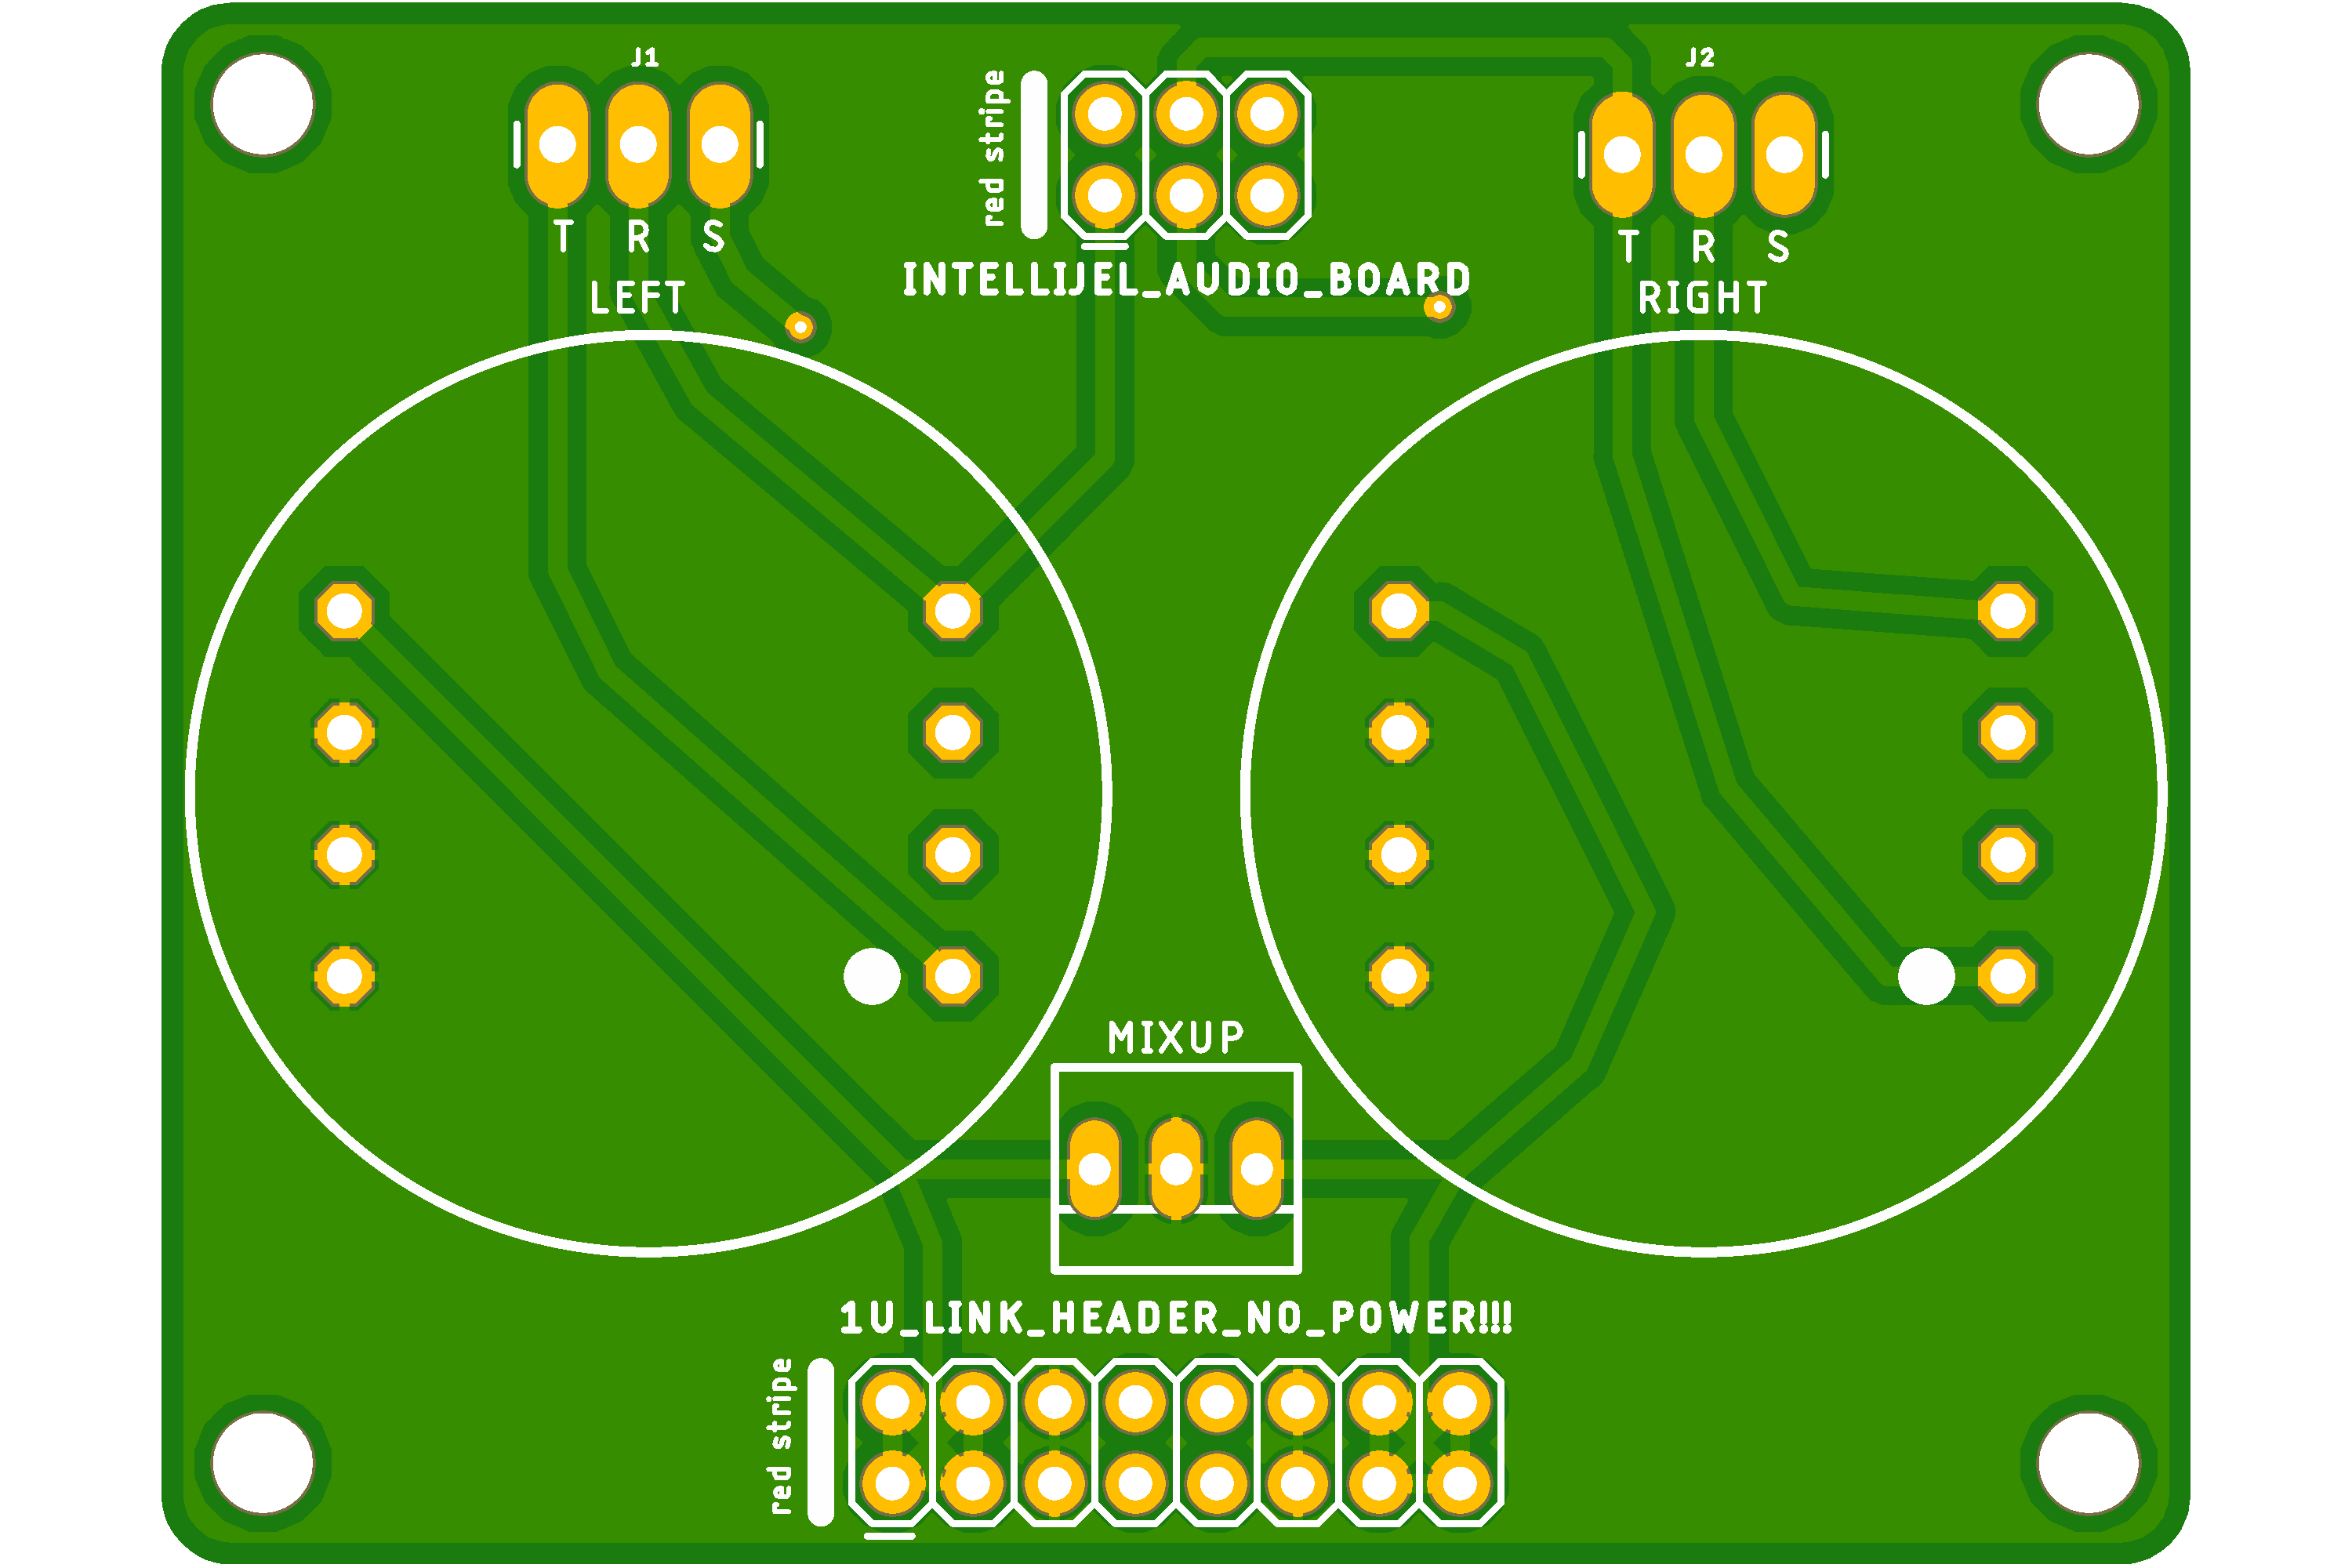 J1
J2
red stripe
T R S
T R S
INTELLIJEL_AUDIO_BOARD
LEFT
RIGHT
MIXUP
1U_LINK_HEADER_NO_POWER!!!
red stripe